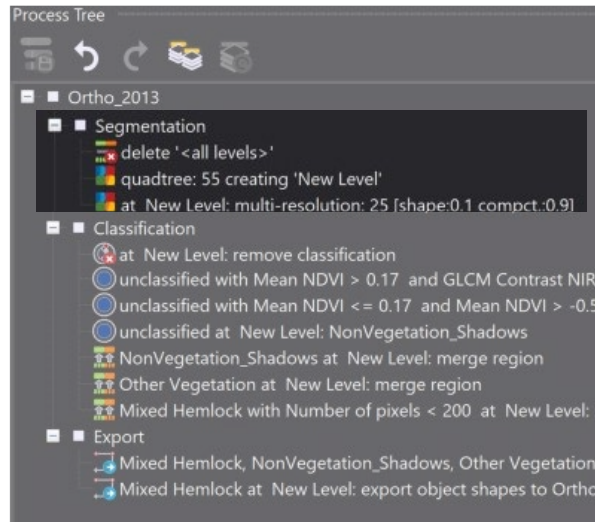 Process Tree
Ortho_2013
Segmentation
delete '<all levels>'
quadtree: 55 creating 'New Level'
at New Level: multi-resolution: 25 [shape:0.1 compct.:0.9]
Classification
at New Level: remove classification
unclassified with Mean NDVI > 0.17 and GLCM Contrast NIR
unclassified with Mean NDVI <= 0.17 and Mean NDVI > -0.5
unclassified at New Level: NonVegetation_Shadows
NonVegetation_Shadows at New Level: merge region
Other Vegetation at New Level: merge region
Mixed Hemlock with Number of pixels < 200 at New Level:
Export
Mixed Hemlock, NonVegetation_Shadows, Other Vegetation
Mixed Hemlock at New Level: export object shapes to Ortho